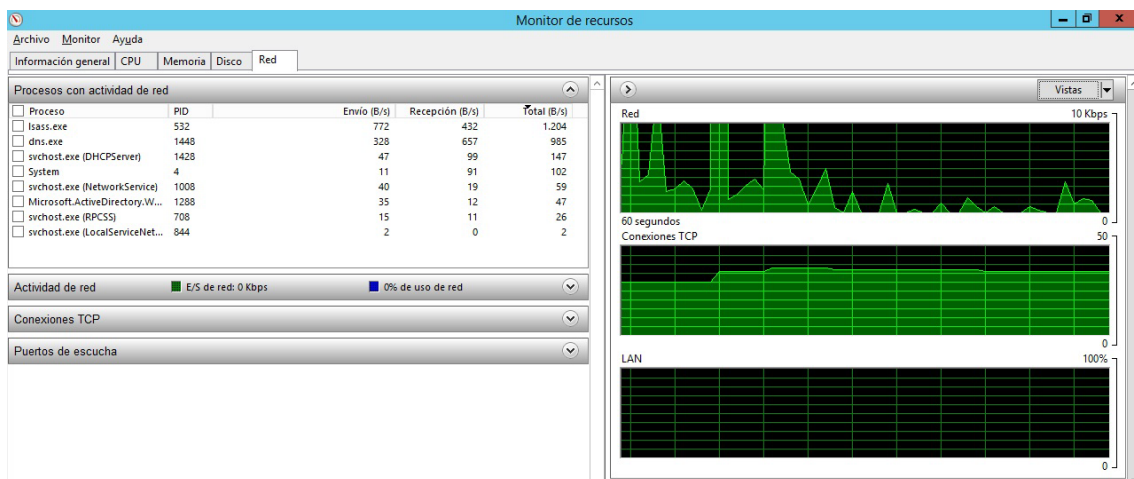 Monitor de recursos
Archivo Monitor Ayuda
Información general CPU Memoria Disco Red
Procesos con actividad de red
Proceso PID Envío (B/s) Recepción (B/s) Total (B/s)
lsass.exe 532 772 432 1.204
dns.exe 1448 328 657 985
svchost.exe (DHCPServer) 1428 47 99 147
System 4 11 91 102
svchost.exe (NetworkService) 1008 40 19 59
Microsoft.ActiveDirectory.W... 1288 35 12 47
svchost.exe (RPCSS) 708 15 11 26
svchost.exe (LocalServiceNet... 844 2 0 2
Actividad de red E/S de red: 0 Kbps 0% de uso de red
Conexiones TCP
Puertos de escucha
Vistas
Red 10 Kbps
60 segundos 0
Conexiones TCP 50
0
LAN 100%
0